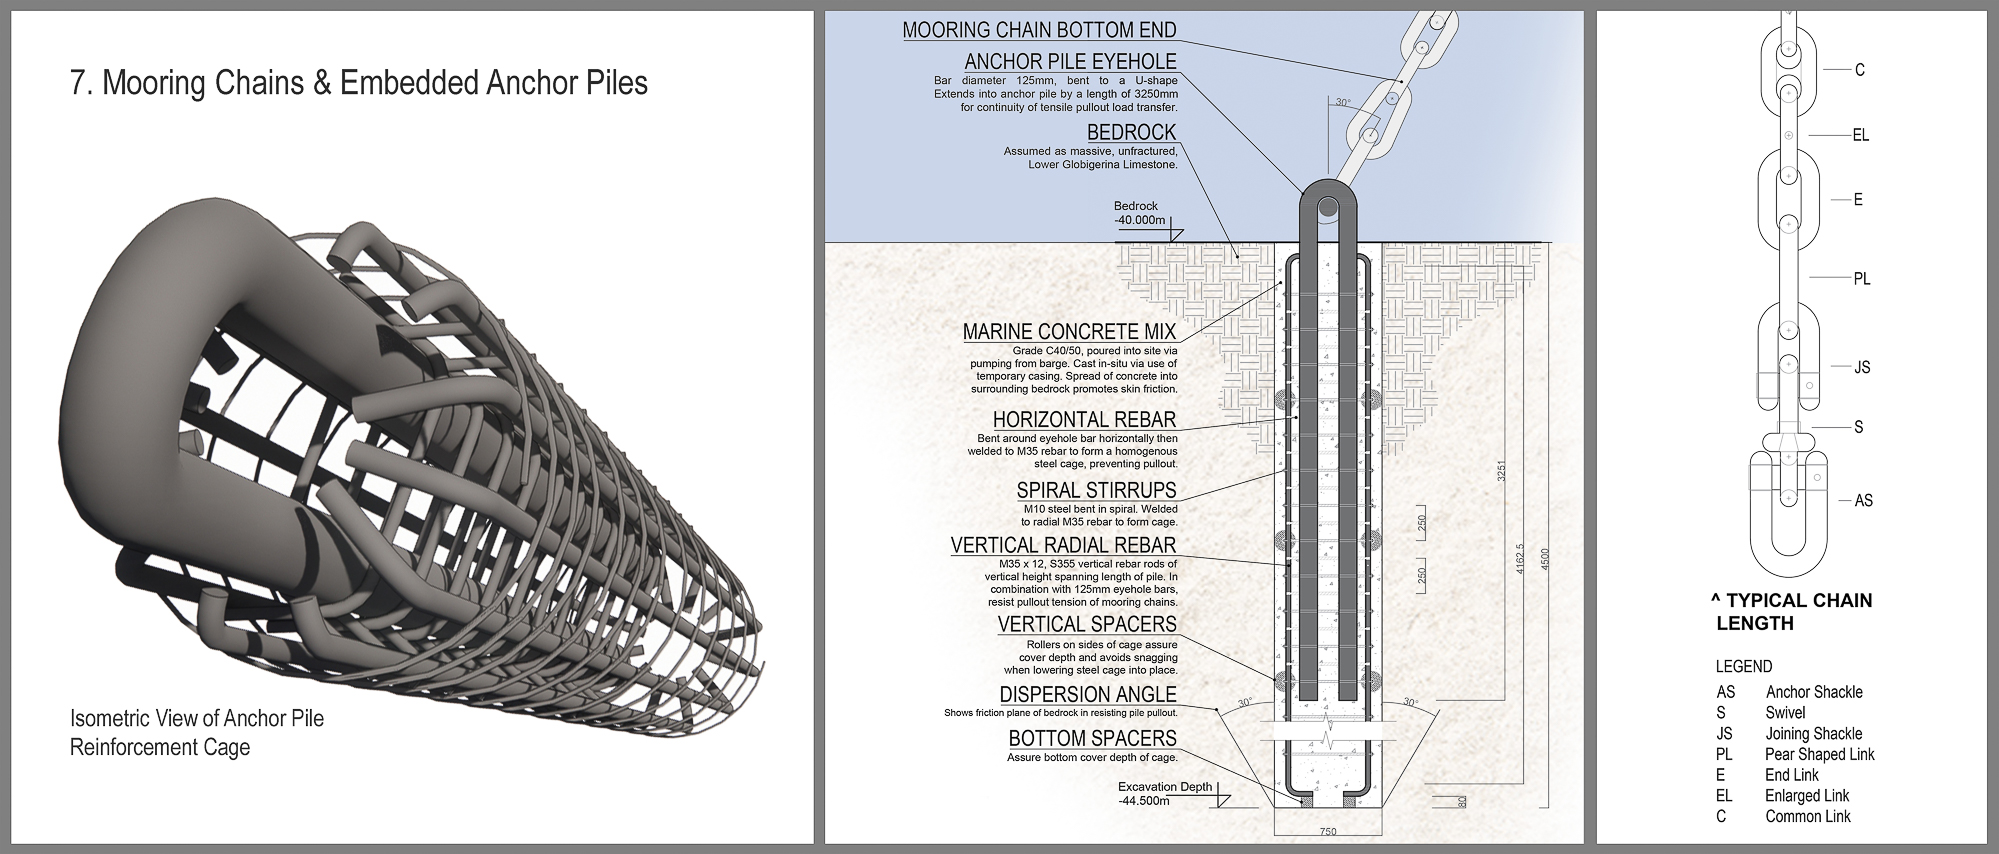 7. Mooring Chains & Embedded Anchor Piles
Isometric View of Anchor Pile
Reinforcement Cage
MOORING CHAIN BOTTOM END
ANCHOR PILE EYEHOLE
Bar diameter 125mm, bent to a U-shape
Extends into anchor pile by a length of 3250mm
for continuity of tensile pullout load transfer.
BEDROCK
Assumed as massive, unfractured,
Lower Globigerina Limestone.
30°
Bedrock
-40.000m
MARINE CONCRETE MIX
Grade C40/50, poured into site via
pumping from barge. Cast in-situ via use of
temporary casing. Spread of concrete into
surrounding bedrock promotes skin friction.
HORIZONTAL REBAR
Bent around eyehole bar horizontally then
welded to M35 rebar to form a homogenous
steel cage, preventing pullout.
SPIRAL STIRRUPS
M10 steel bent in spiral. Welded
to radial M35 rebar to form cage.
VERTICAL RADIAL REBAR
M35 x 12, S355 vertical rebar rods of
vertical height spanning length of pile. In
combination with 125mm eyehole bars,
resist pullout tension of mooring chains.
VERTICAL SPACERS
Rollers on sides of cage assure
cover depth and avoids snagging
when lowering steel cage into place.
DISPERSION ANGLE
Shows friction plane of bedrock in resisting pile pullout.
BOTTOM SPACERS
Assure bottom cover depth of cage.
Excavation Depth
-44.500m
30°
30°
3251
250
250
4162.5
4500
80
750
C
EL
E
PL
JS
S
AS
^ TYPICAL CHAIN
LENGTH
LEGEND
AS Anchor Shackle
S Swivel
JS Joining Shackle
PL Pear Shaped Link
E End Link
EL Enlarged Link
C Common Link